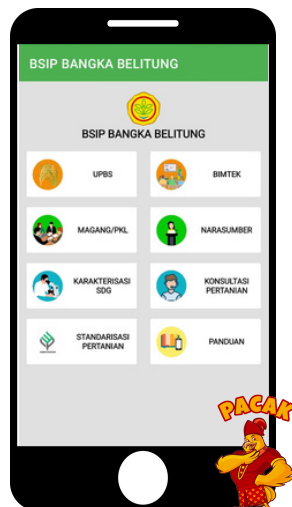 BSIP BANGKA BELITUNG
BSIP BANGKA BELITUNG
UPBS
BIMTEK
MAGANG/PKL
NARASUMBER
KARAKTERISASI
SDG
KONSULTASI
PERTANIAN
STANDARISASI
PERTANIAN
PANDUAN
PACAK